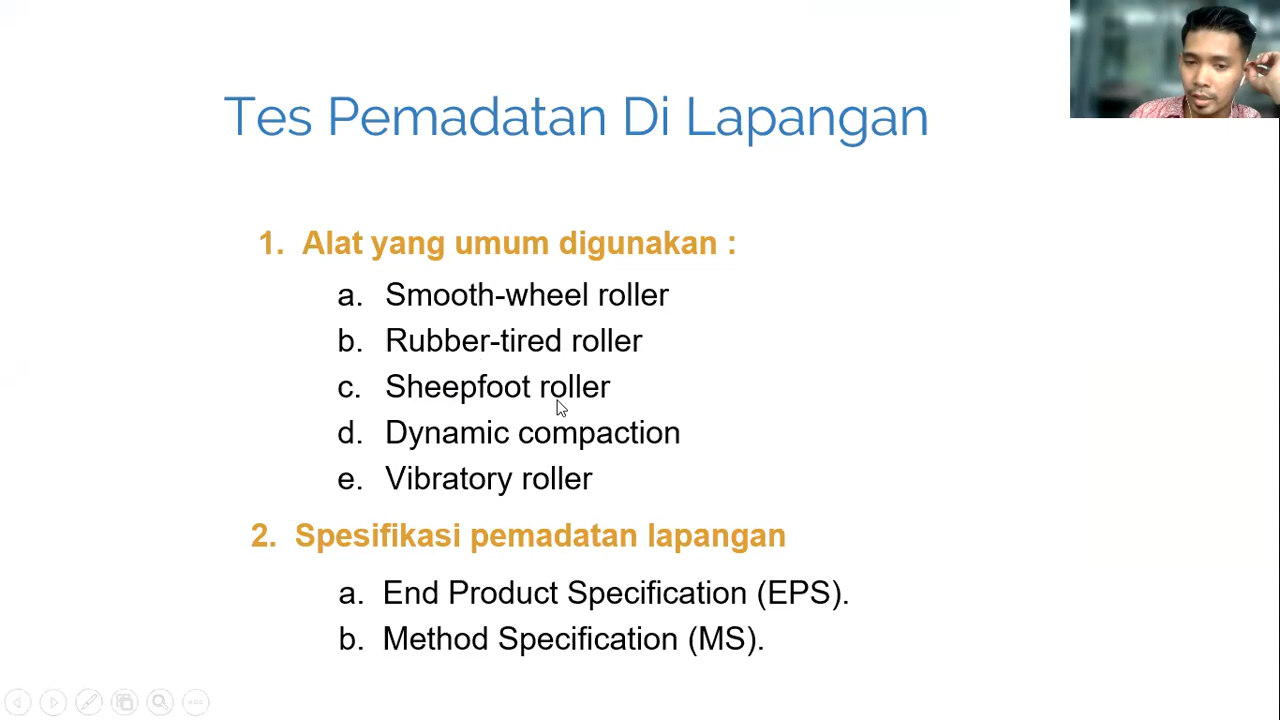 Tes Pemadatan Di Lapangan
1. Alat yang umum digunakan :
a. Smooth-wheel roller
b. Rubber-tired roller
c. Sheepfoot roller
d. Dynamic compaction
e. Vibratory roller
2. Spesifikasi pemadatan lapangan
a. End Product Specification (EPS).
b. Method Specification (MS).